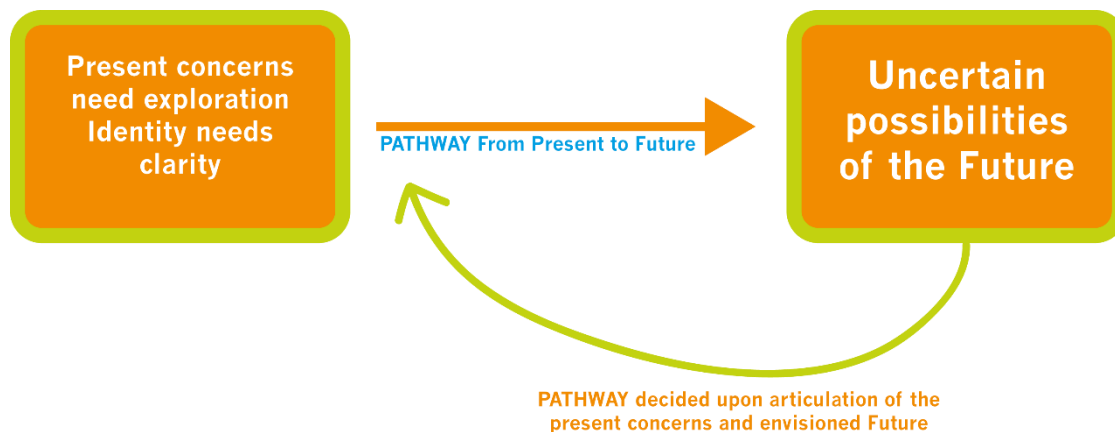 Present concerns
need exploration
Identity needs
clarity
PATHWAY From Present to Future
Uncertain
possibilities
of the Future
PATHWAY decided upon articulation of the
present concerns and envisioned Future